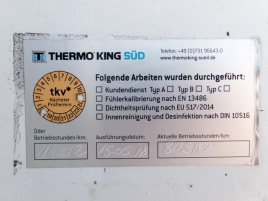 THERMO KING SÜD
Telefon: +49 (0)731 96643-0
www.thermoking-sued.de
tkv*
Nächster
Prüftermin
Folgende Arbeiten wurden durchgeführt:
Kundendienst Typ A Typ B Typ C
Fühlerkalibrierung nach EN 13486
Dichtheitsprüfung nach EU 517/2014
Innenreinigung und Desinfektion nach DIN 10516
Oder
Betriebsstunden/km: Ausführungsdatum: Aktuelle Betriebsstunden/km: